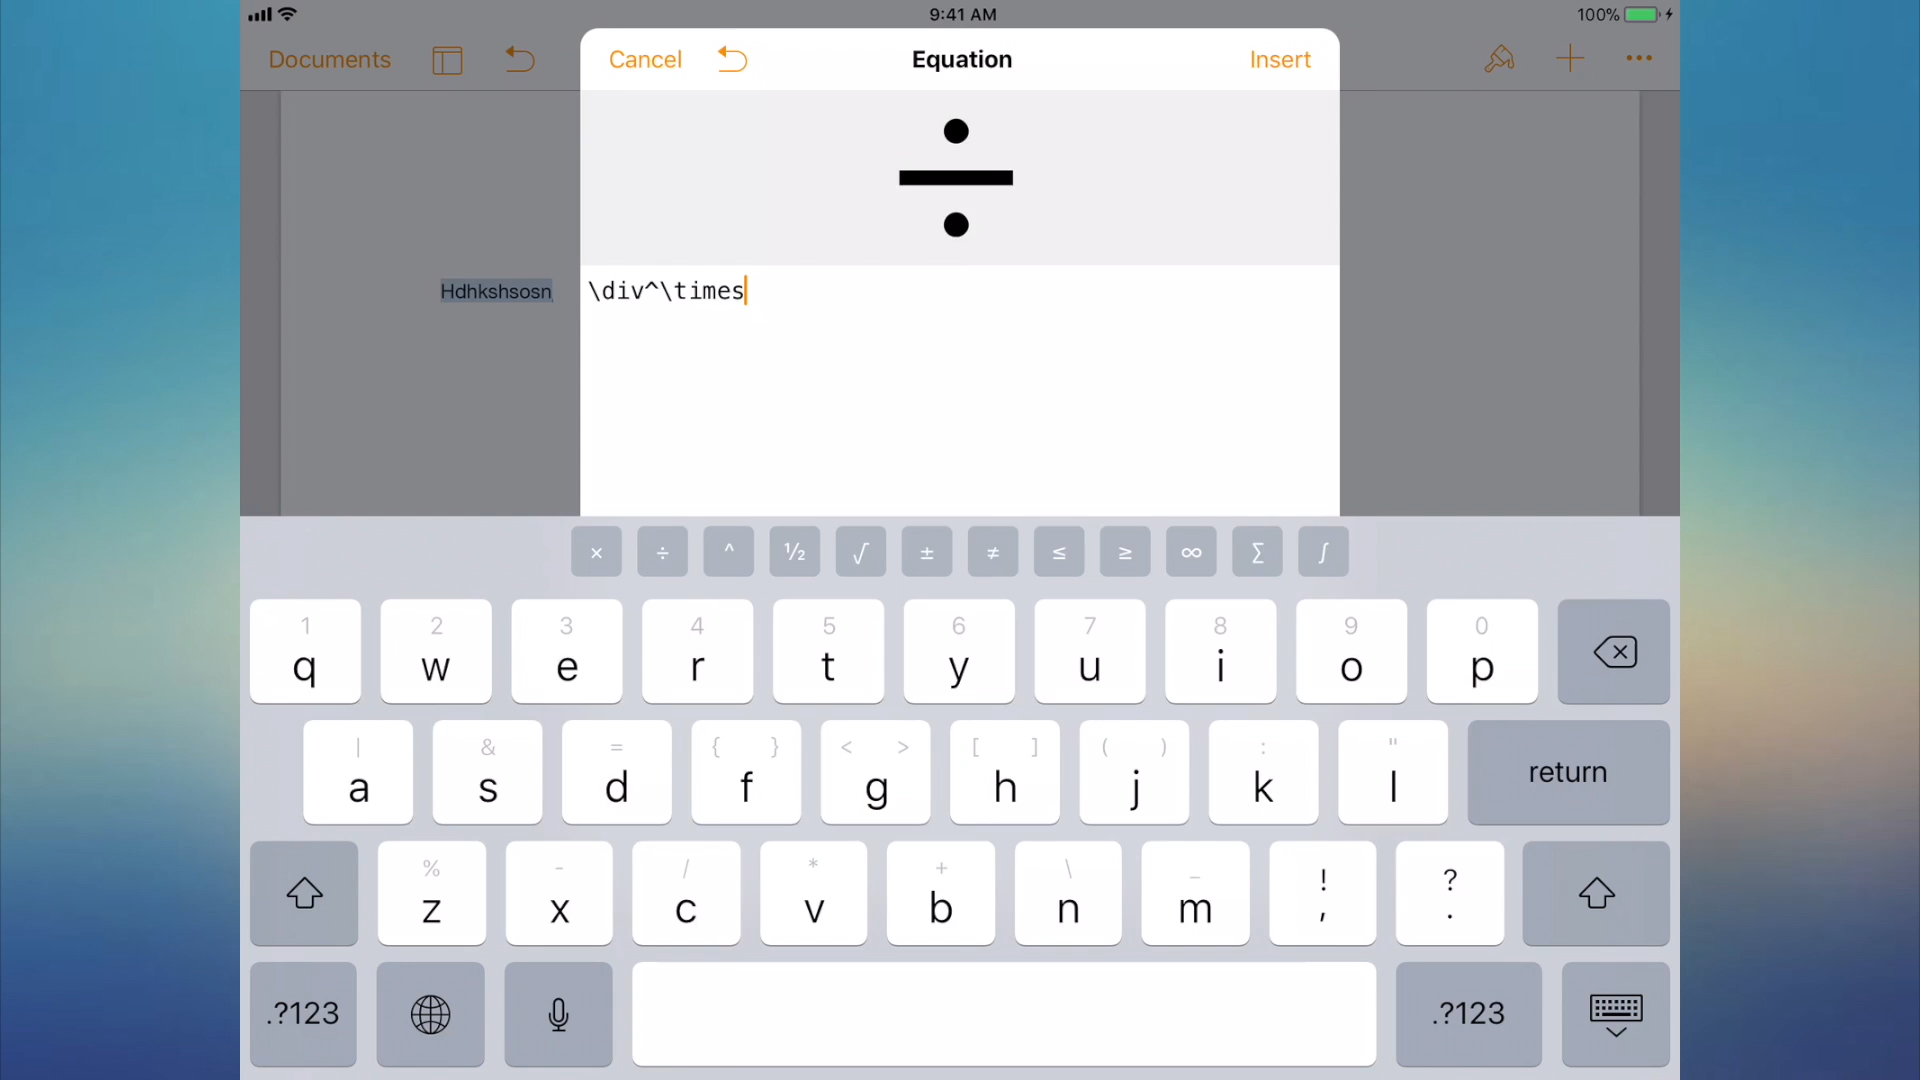 9:41 AM
100%
Documents
Cancel
Equation
Insert
÷
Hdhkshsosn
\div^\times
× ÷ ^ ½ √ ± ≠ ≤ ≥ ∞ ∑ ∫
1 2 3 4 5 6 7 8 9 0
q w e r t y u i o p
| & = { } < > [ ] ( ) : "
a s d f g h j k l return
% - / * + \ _ ! ?
z x c v b n m , .
.?123 .?123